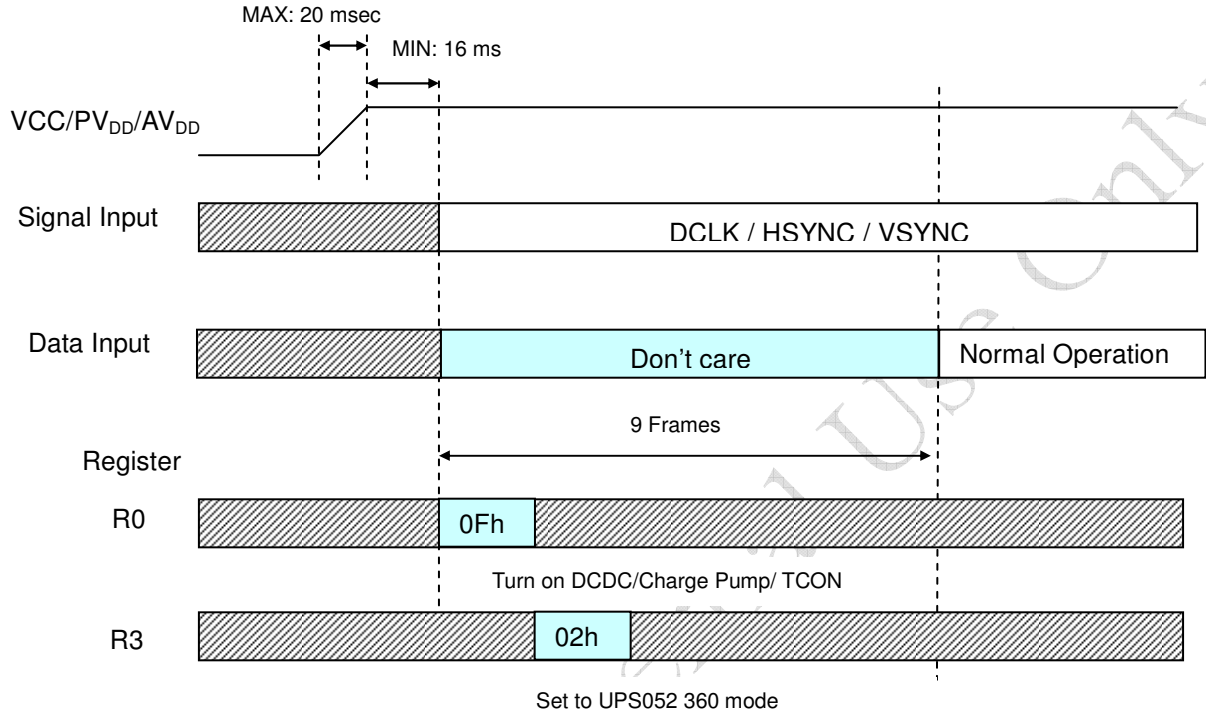 MAX: 20 msec
MIN: 16 ms
VCC/PVDD/AVDD
Signal Input
DCLK / HSYNC / VSYNC
Data Input
Don't care
Normal Operation
9 Frames
Register
R0
0Fh
Turn on DCDC/Charge Pump/ TCON
R3
02h
Set to UPS052 360 mode
Use Only